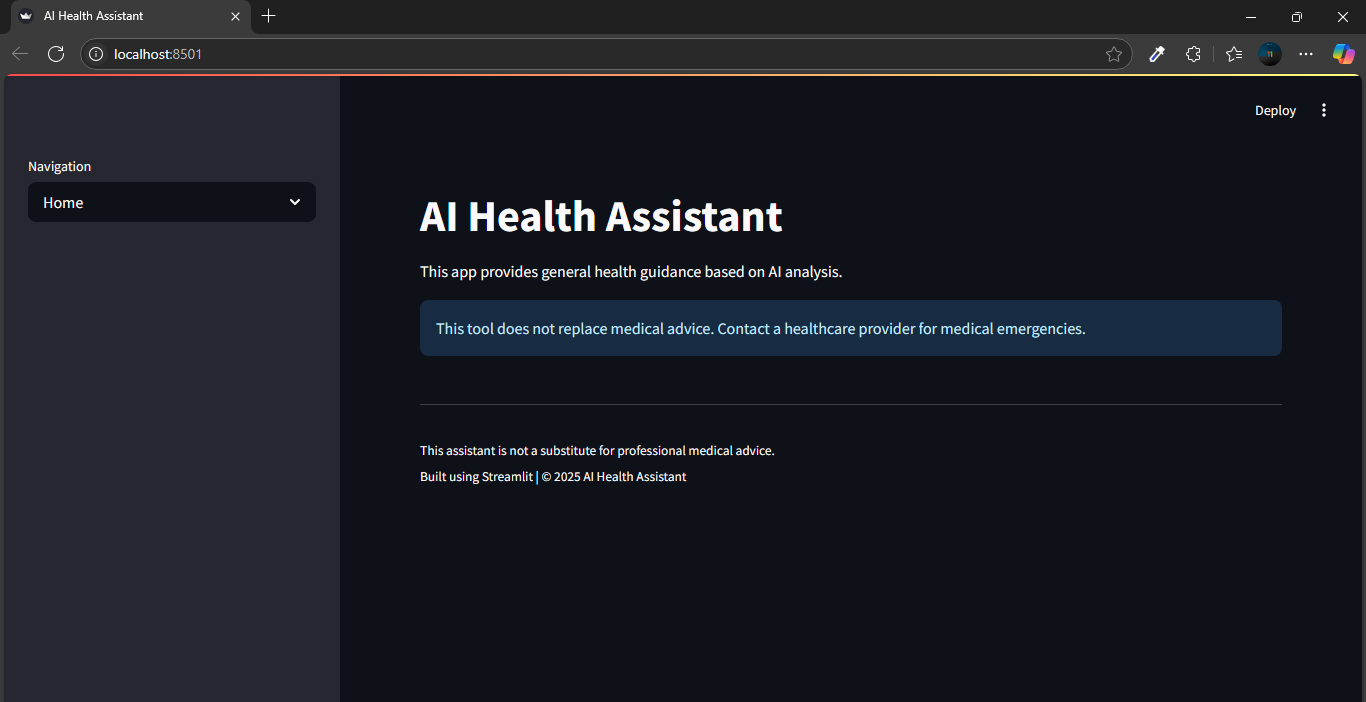 AI Health Assistant
localhost:8501
Deploy
Navigation
Home
AI Health Assistant
This app provides general health guidance based on AI analysis.
This tool does not replace medical advice. Contact a healthcare provider for medical emergencies.
This assistant is not a substitute for professional medical advice.
Built using Streamlit | © 2025 AI Health Assistant